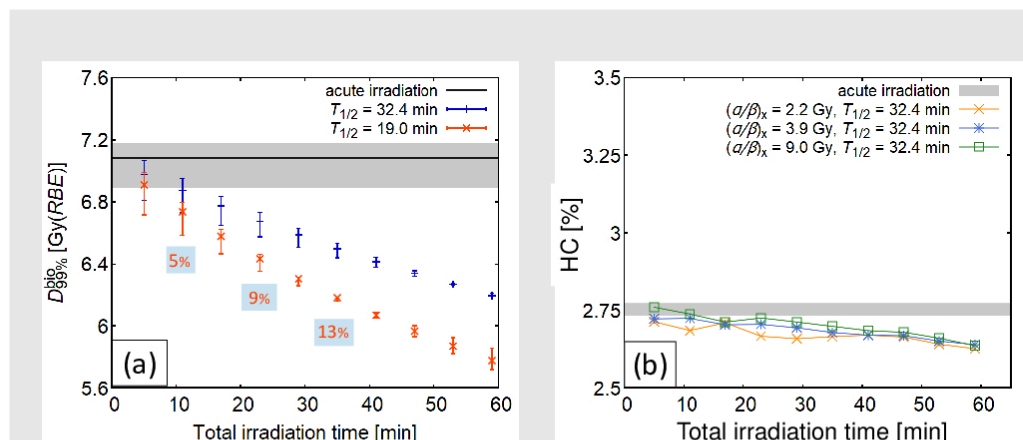 7.6
7.2
6.8
6.4
6
5.6
D99%bio [Gy(RBE)]
acute irradiation
T1/2 = 32.4 min
T1/2 = 19.0 min
5%
9%
13%
(a)
0 10 20 30 40 50 60
Total irradiation time [min]
3.5
3.25
3
2.75
2.5
HC [%]
acute irradiation
(α/β)x = 2.2 Gy, T1/2 = 32.4 min
(α/β)x = 3.9 Gy, T1/2 = 32.4 min
(α/β)x = 9.0 Gy, T1/2 = 32.4 min
(b)
0 10 20 30 40 50 60
Total irradiation time [min]